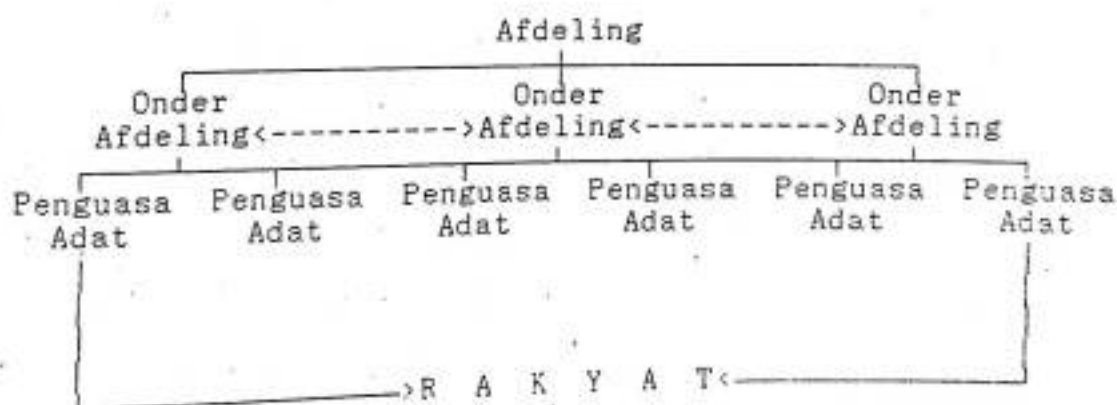 Afdeling
Onder Onder Onder
Afdeling<----------->Afdeling<----------->Afdeling
Penguasa Penguasa Penguasa Penguasa Penguasa Penguasa
Adat Adat Adat Adat Adat Adat
>R A K Y A T<